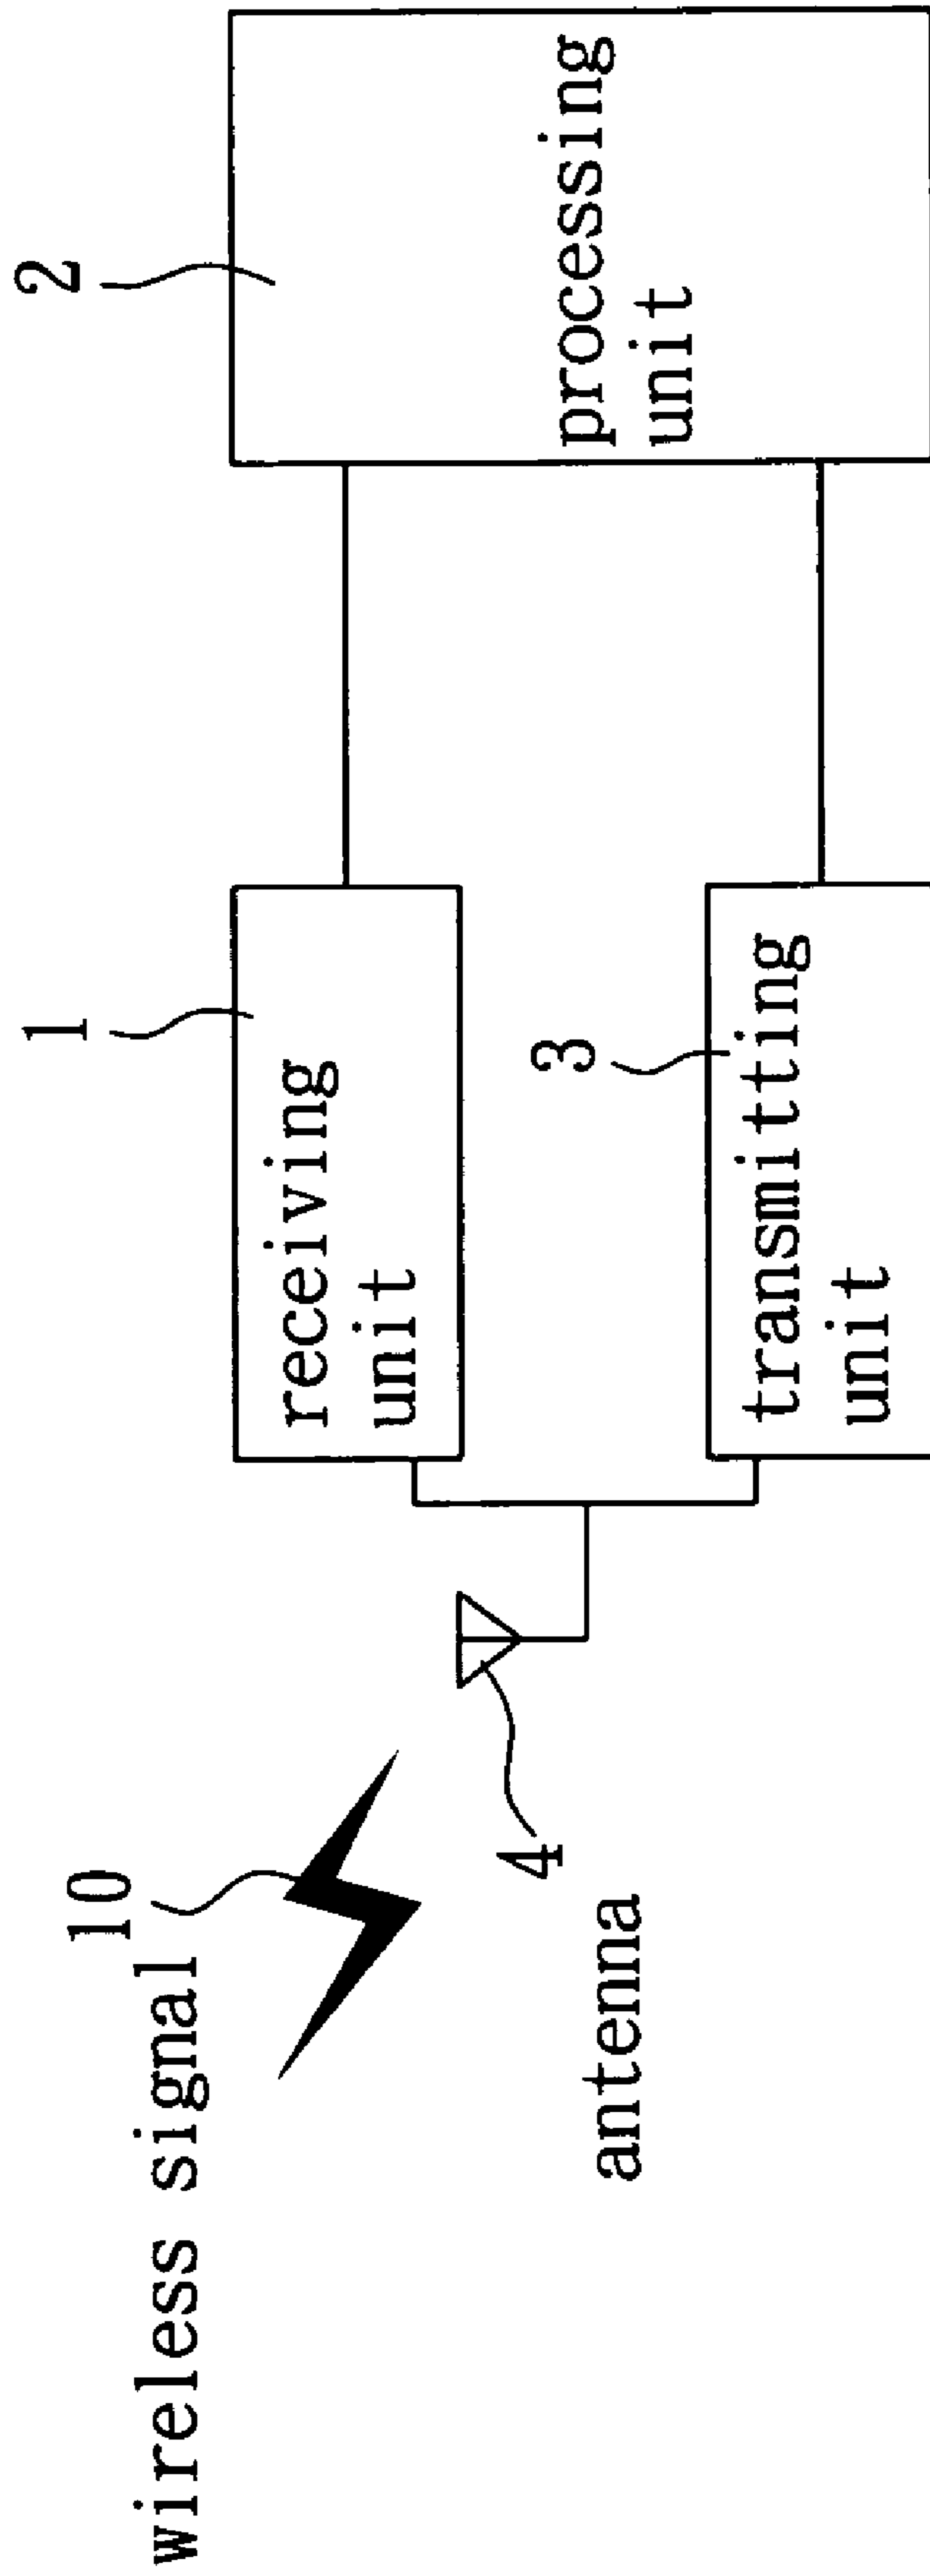 wireless signal
10
antenna
4
1
receiving
unit
3
transmitting
unit
2
processing
unit